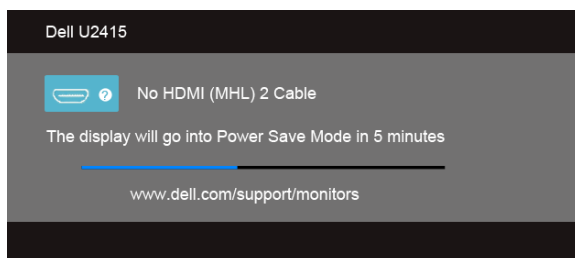 Dell U2415
No HDMI (MHL) 2 Cable
The display will go into Power Save Mode in 5 minutes
www.dell.com/support/monitors